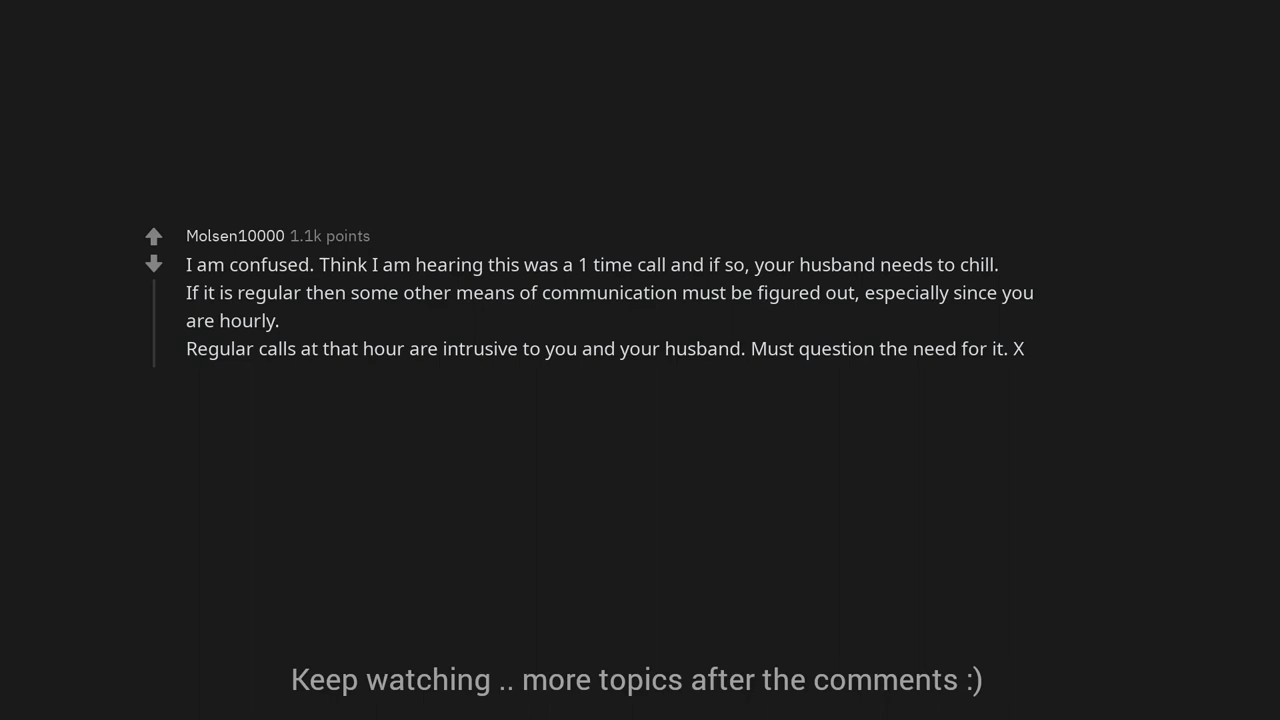 Molsen10000 1.1k points
I am confused. Think I am hearing this was a 1 time call and if so, your husband needs to chill.
If it is regular then some other means of communication must be figured out, especially since you
are hourly.
Regular calls at that hour are intrusive to you and your husband. Must question the need for it. X
Keep watching .. more topics after the comments :)